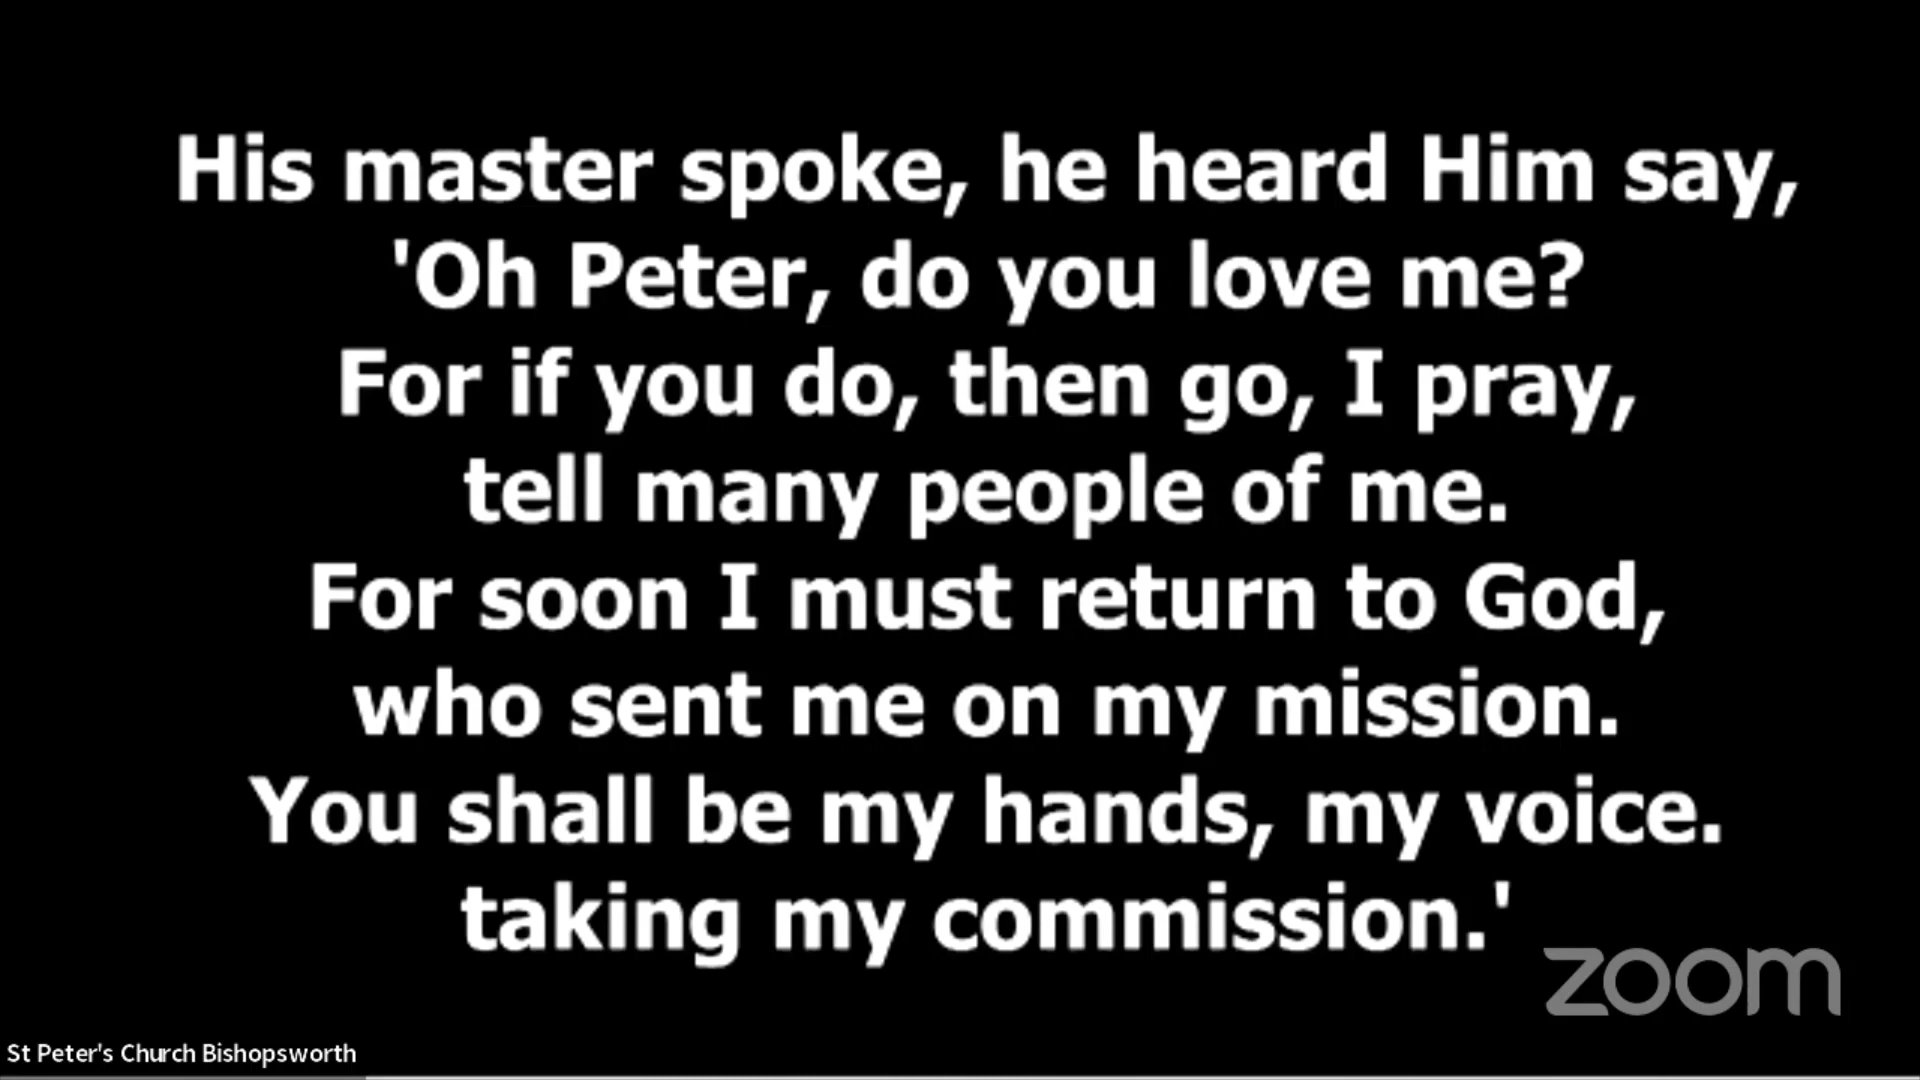 His master spoke, he heard Him say,
'Oh Peter, do you love me?
For if you do, then go, I pray,
tell many people of me.
For soon I must return to God,
who sent me on my mission.
You shall be my hands, my voice.
taking my commission.'
zoom
St Peter's Church Bishopsworth